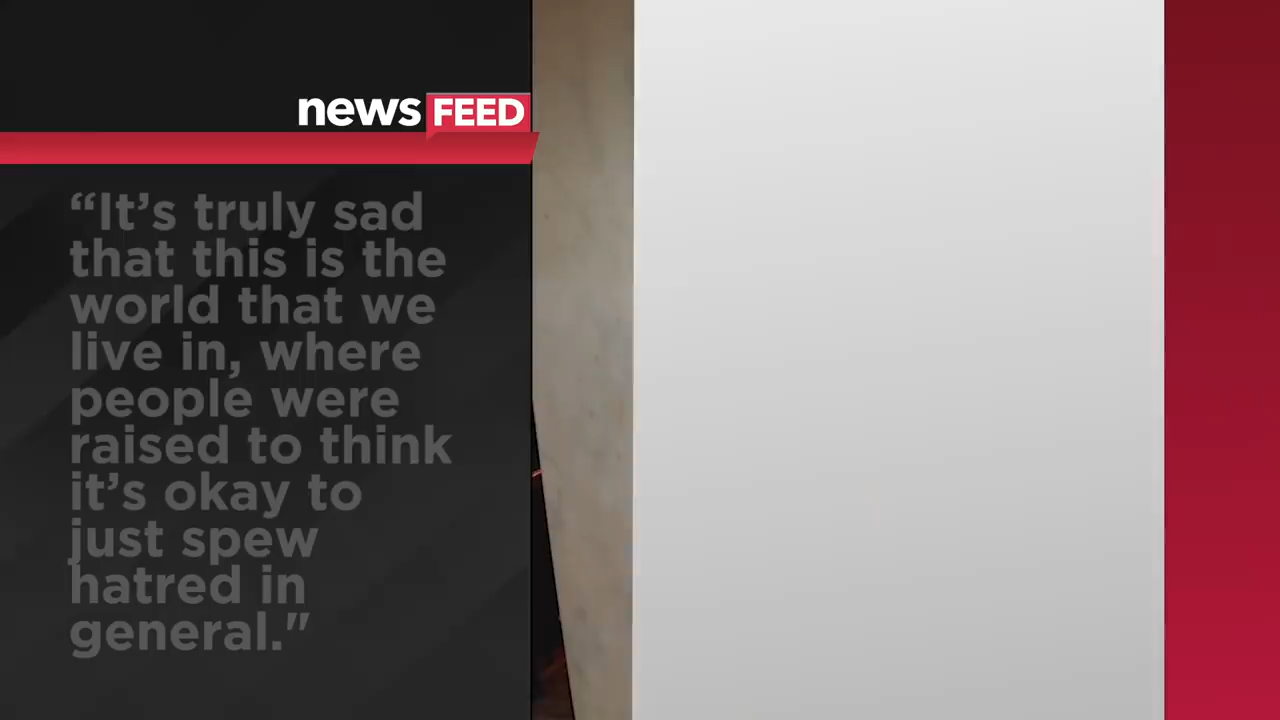 news FEED
“It’s truly sad
that this is the
world that we
live in, where
people were
raised to think
it’s okay to
just spew
hatred in
general."